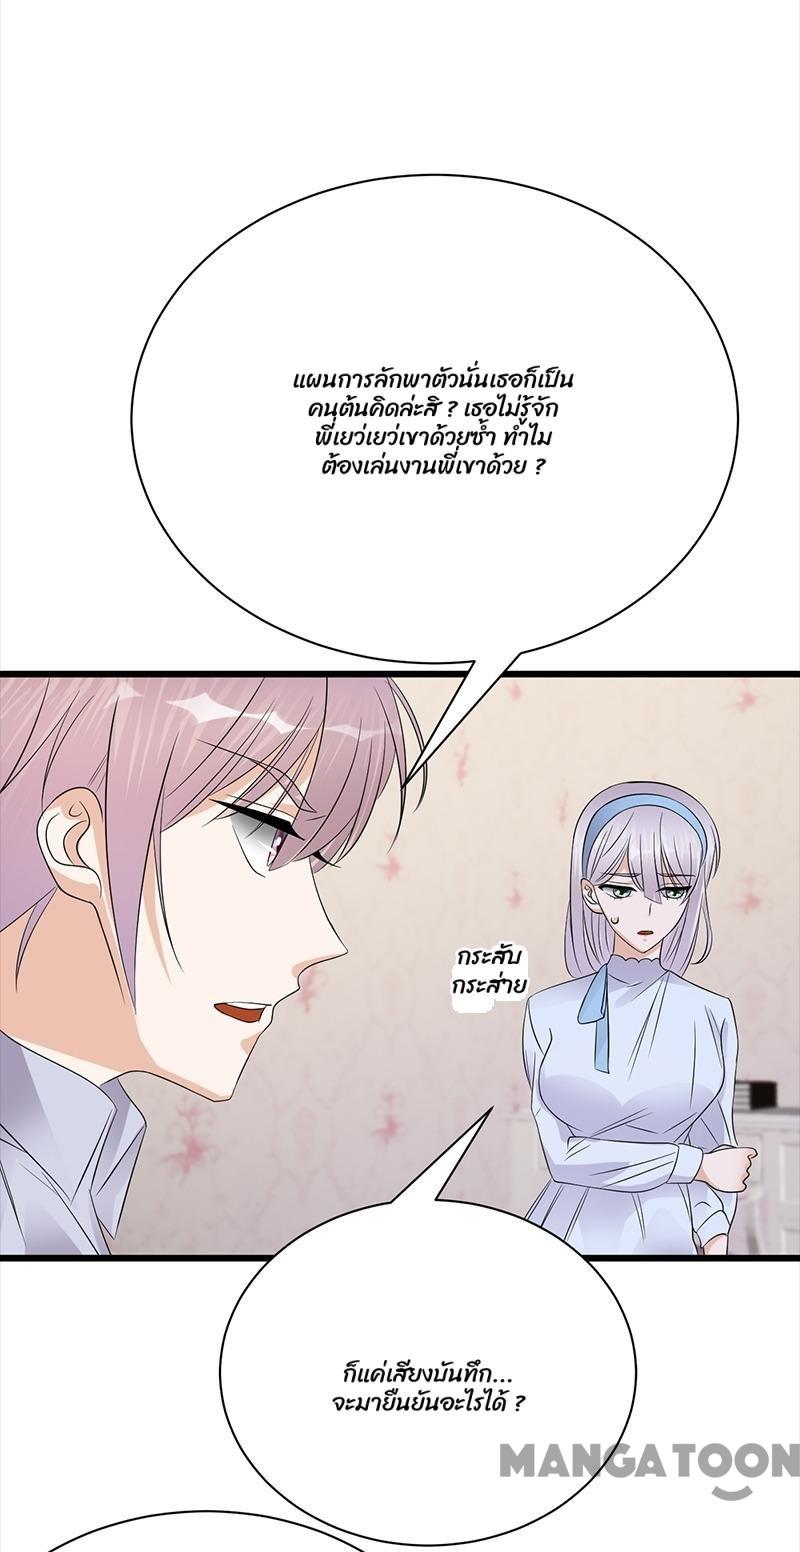 แผนการลักพาตัวนั่นเธอก็เป็น
คนต้นคิดล่ะสิ ? เธอไม่รู้จัก
พี่เยว่เยว่เขาด้วยซ้ำ ทำไม
ต้องเล่นงานพี่เขาด้วย ?
กระสับ
กระส่าย
ก็แค่เสียงบันทึก...
จะมายืนยันอะไรได้ ?
MANGATOON